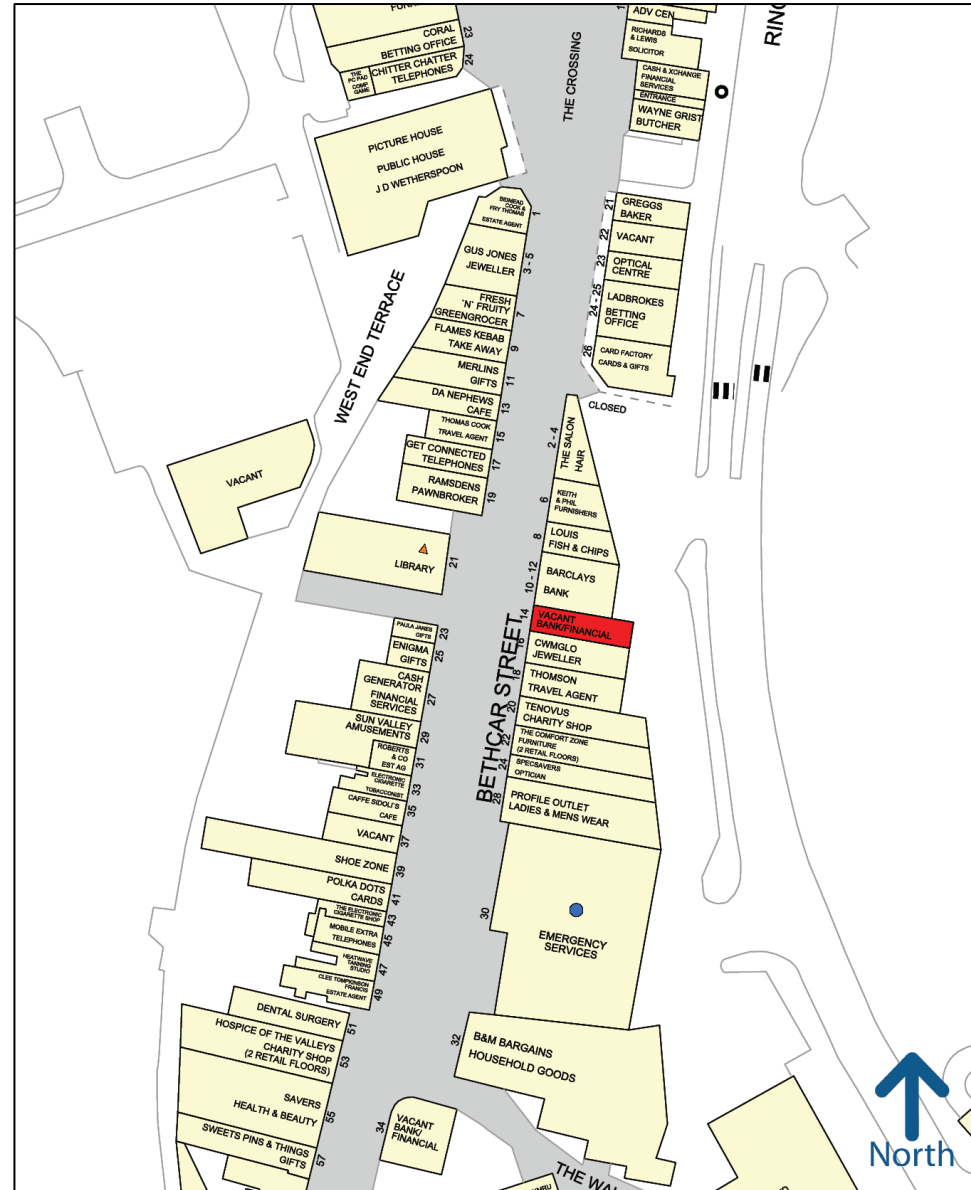 CORAL
BETTING OFFICE
23
CHITTER CHATTER
TELEPHONES
24
THE
PC PAD
COMP
GAME
PICTURE HOUSE
PUBLIC HOUSE
J D WETHERSPOON
THE CROSSING
1
ADV CEN
RICHARDS
& LEWIS
SOLICITOR
CASH & XCHANGE
FINANCIAL
SERVICES
ENTRANCE
WAYNE GRIST
BUTCHER
RING
BIDMEAD
COOK &
FRY THOMAS
ESTATE AGENT
1
GUS JONES
JEWELLER
3 - 5
FRESH
'N' FRUITY
GREENGROCER
7
FLAMES KEBAB
TAKE AWAY
9
MERLINS
GIFTS
11
DA NEPHEWS
CAFE
13
THOMAS COOK
TRAVEL AGENT
15
GET CONNECTED
TELEPHONES
17
RAMSDENS
PAWNBROKER
19
WEST END TERRACE
VACANT
LIBRARY
21
21
GREGGS
BAKER
22
VACANT
23
OPTICAL
CENTRE
24 - 25
LADBROKES
BETTING
OFFICE
26
CARD FACTORY
CARDS & GIFTS
CLOSED
2 - 4
THE SALON
HAIR
6
KEITH
& PHIL
FURNISHERS
8
LOUIS
FISH & CHIPS
10 - 12
BARCLAYS
BANK
14
VACANT
BANK/FINANCIAL
16
CWMGLO
JEWELLER
18
THOMSON
TRAVEL AGENT
20
TENOVUS
CHARITY SHOP
22
THE COMFORT ZONE
FURNITURE
(2 RETAIL FLOORS)
24
SPECSAVERS
OPTICIAN
28
PROFILE OUTLET
LADIES & MENS WEAR
BETHCAR STREET
30
EMERGENCY
SERVICES
32
B&M BARGAINS
HOUSEHOLD GOODS
34
VACANT
BANK/
FINANCIAL
PAULA JANES
GIFTS
23
ENIGMA
GIFTS
25
CASH
GENERATOR
FINANCIAL
SERVICES
27
SUN VALLEY
AMUSEMENTS
29
ROBERTS
& CO
EST AG
31
ELECTRONIC
CIGARETTE
TOBACCONIST
33
CAFFE SIDOLI'S
CAFE
35
VACANT
37
SHOE ZONE
39
POLKA DOTS
CARDS
41
THE ELECTRONIC
CIGARETTE SHOP
43
MOBILE EXTRA
TELEPHONES
45
HEATWAVE
TANNING
STUDIO
47
CLEE TOMPKINSON
FRANCIS
ESTATE AGENT
49
DENTAL SURGERY
51
HOSPICE OF THE VALLEYS
CHARITY SHOP
(2 RETAIL FLOORS)
53
SAVERS
HEALTH & BEAUTY
55
SWEETS PINS & THINGS
GIFTS
57
North